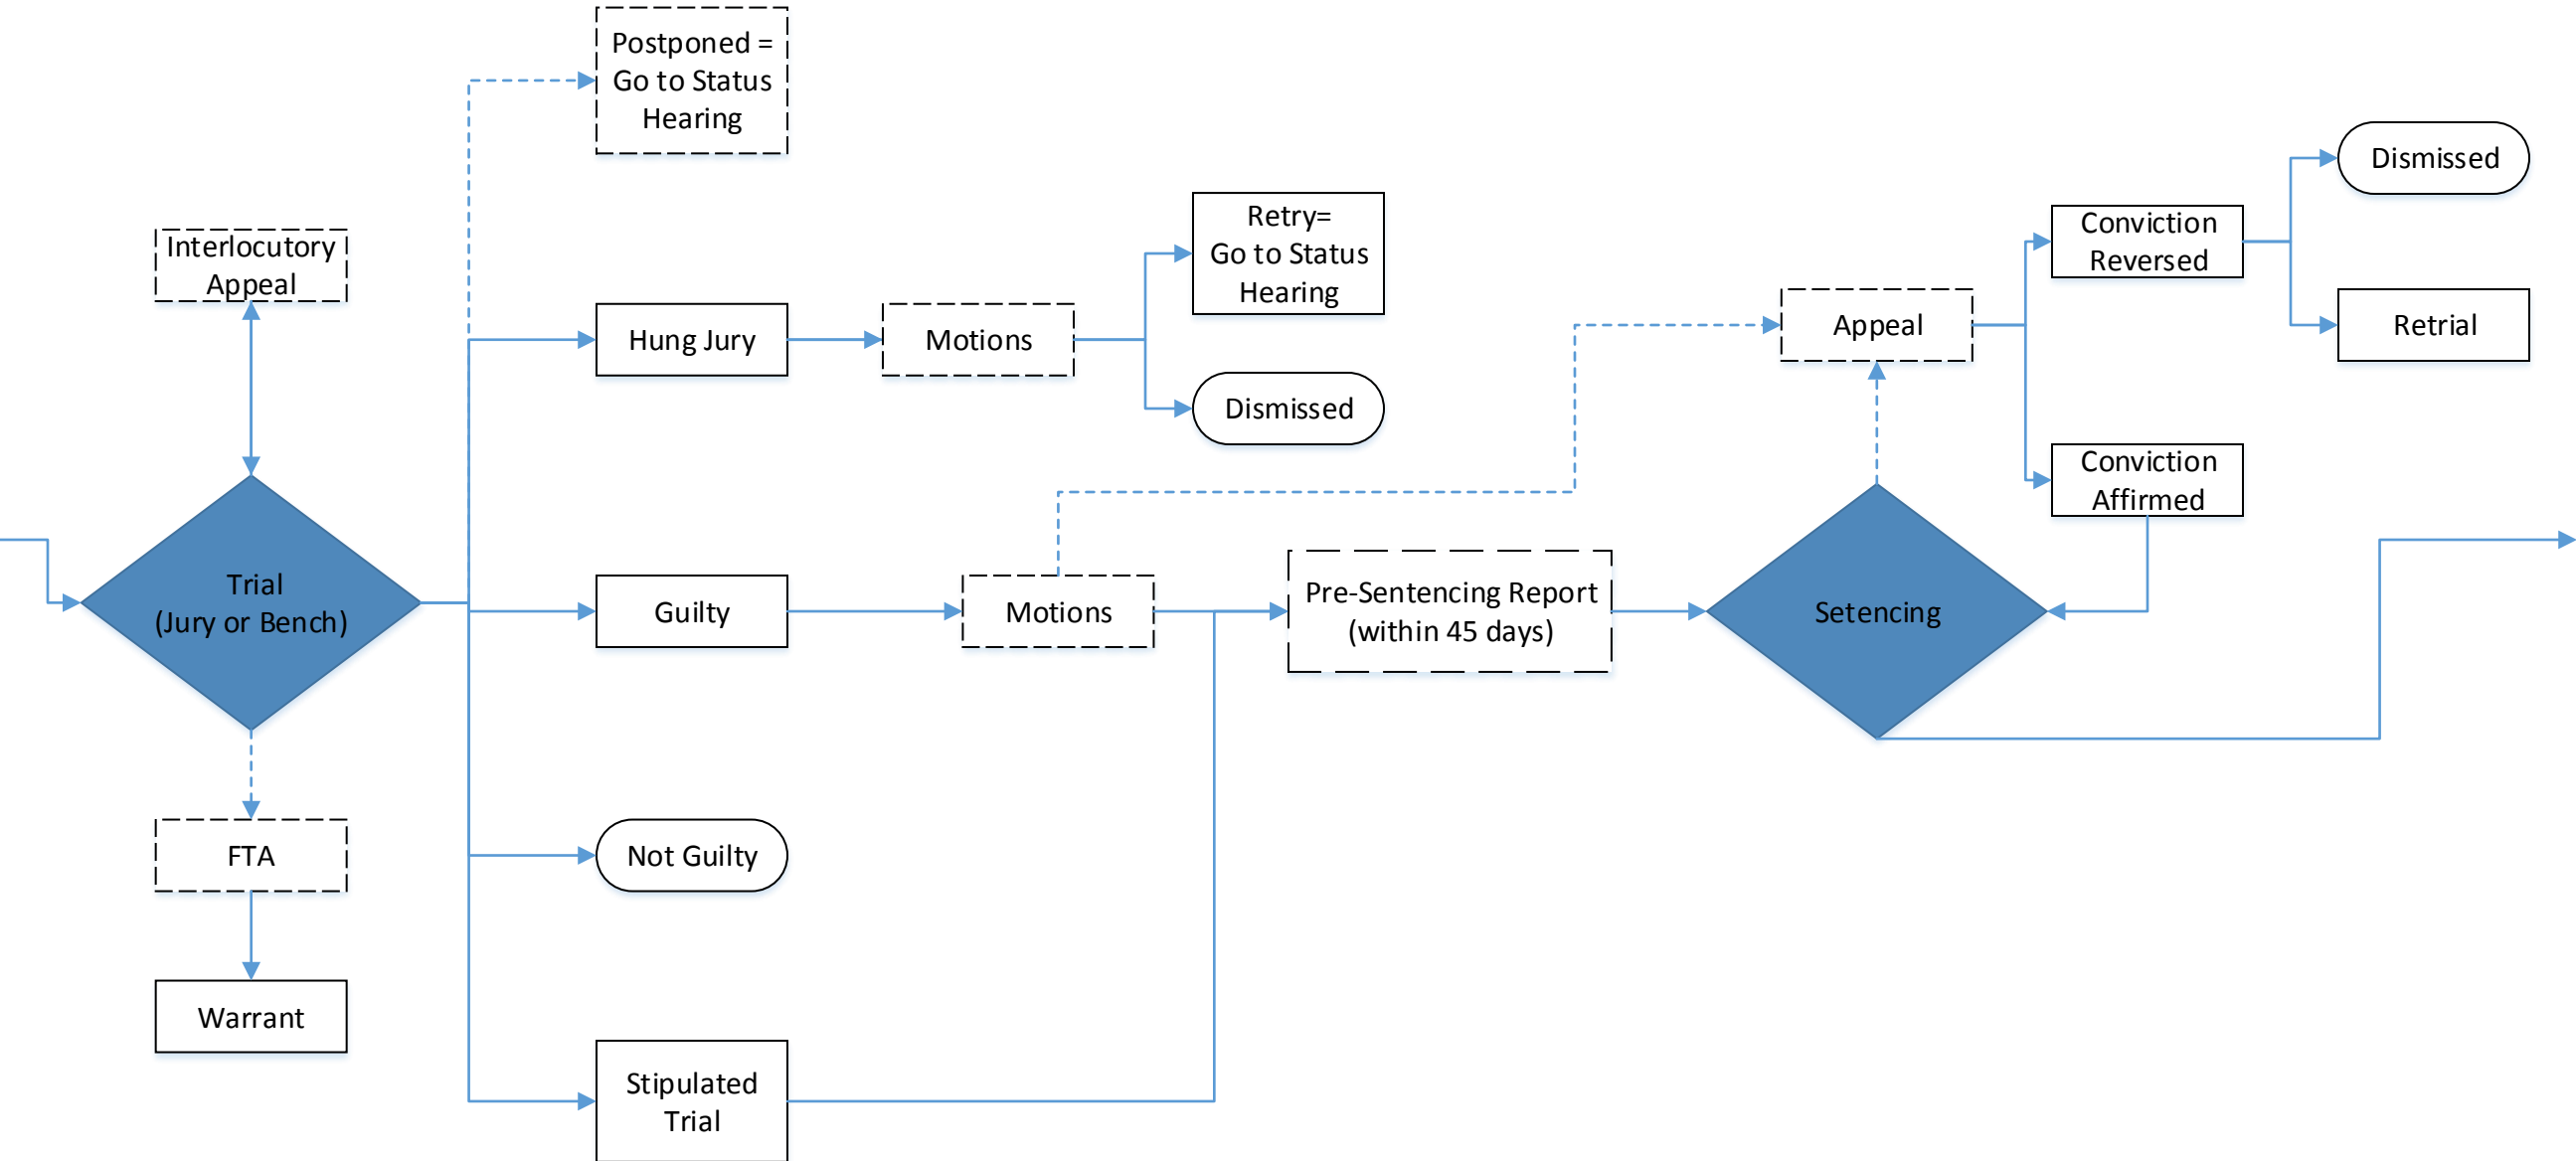 Postponed =
Go to Status
Hearing
Interlocutory
Appeal
Retry=
Go to Status
Hearing
Hung Jury
Motions
Dismissed
Dismissed
Conviction
Reversed
Appeal
Retrial
Conviction
Affirmed
Trial
(Jury or Bench)
Guilty
Motions
Pre-Sentencing Report
(within 45 days)
Setencing
FTA
Not Guilty
Warrant
Stipulated
Trial